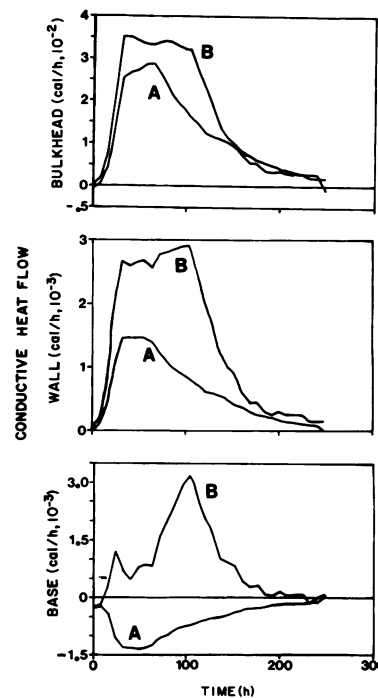 CONDUCTIVE HEAT FLOW
BULKHEAD (cal/h, 10⁻²)
4
3
2
1
0
-.5
B
A
WALL (cal/h, 10⁻³)
3
2
1
0
B
A
BASE (cal/h, 10⁻³)
3.0
1.5
0
-1.5
B
A
0 100 200 300
TIME (h)